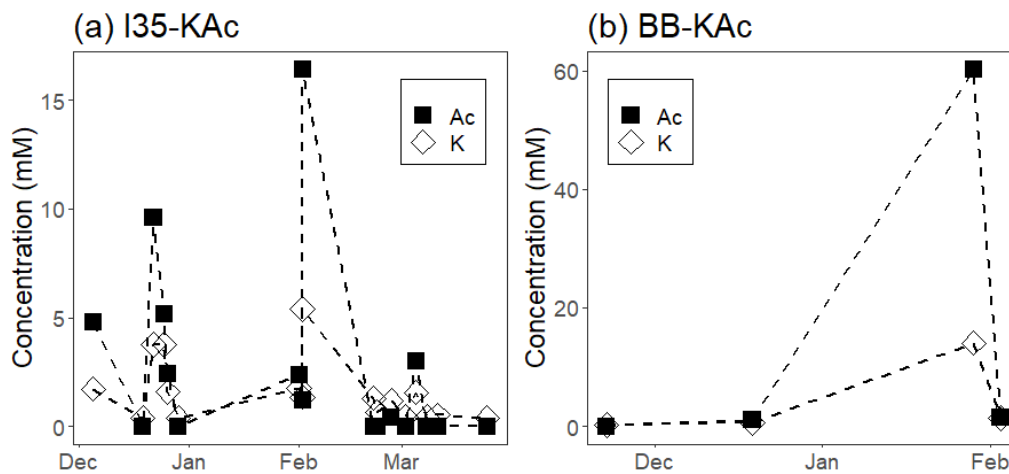 (a) I35-KAc
Concentration (mM)
15
10
5
0
Dec
Jan
Feb
Mar
Ac
K
(b) BB-KAc
Concentration (mM)
60
40
20
0
Dec
Jan
Feb
Ac
K